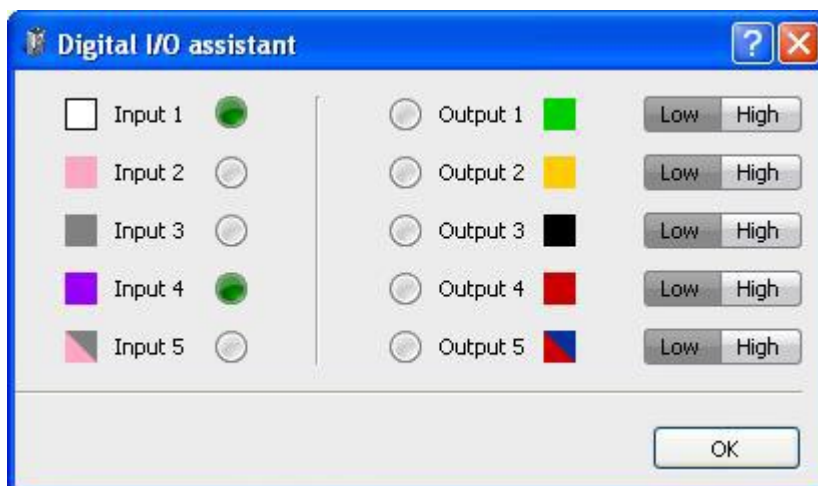 Digital I/O assistant
?
Input 1 Output 1 Low High
Input 2 Output 2 Low High
Input 3 Output 3 Low High
Input 4 Output 4 Low High
Input 5 Output 5 Low High
OK